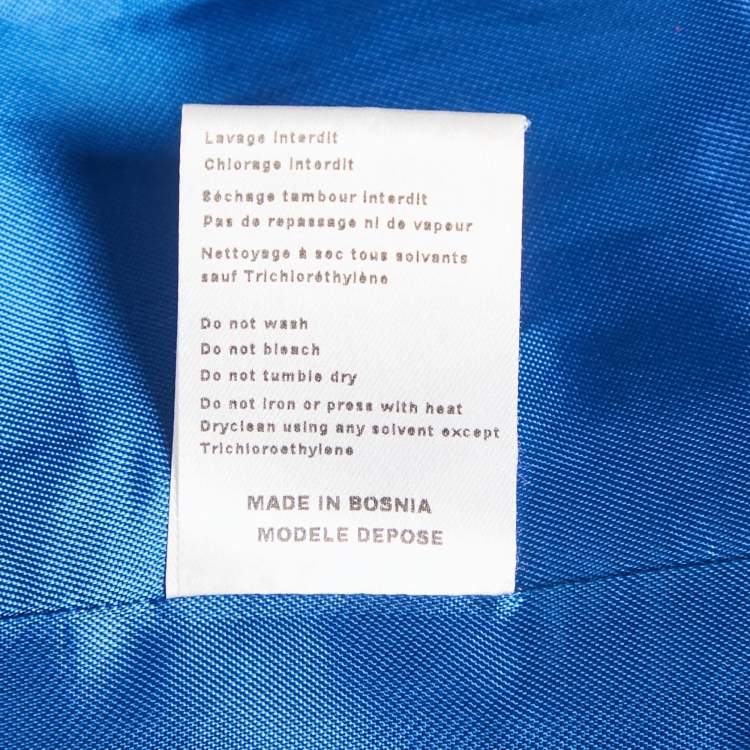 Lavage interdit
Chlorage interdit
Séchage tambour interdit
Pas de repassage ni de vapeur
Nettoyage à sec tous solvants
sauf Trichloréthylène
Do not wash
Do not bleach
Do not tumble dry
Do not iron or press with heat
Dryclean using any solvent except
Trichloroethylene
MADE IN BOSNIA
MODELE DEPOSE